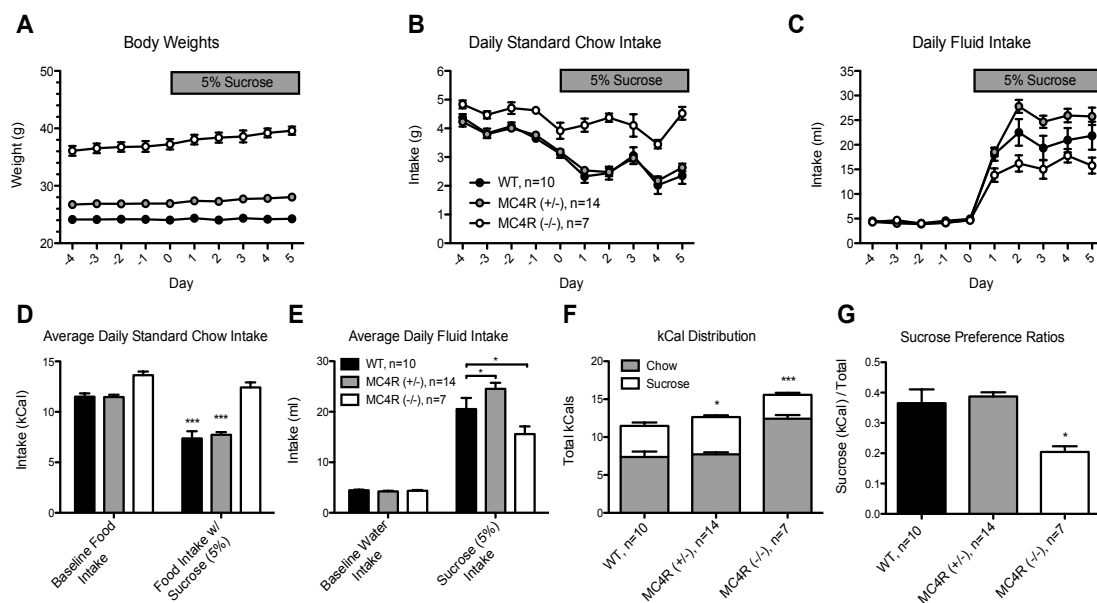 A
Body Weights
5% Sucrose
Weight (g)
50
40
30
20
-4 -3 -2 -1 0 1 2 3 4 5
Day
B
Daily Standard Chow Intake
5% Sucrose
Intake (g)
6
5
4
3
2
1
0
WT, n=10
MC4R (+/-), n=14
MC4R (-/-), n=7
-4 -3 -2 -1 0 1 2 3 4 5
Day
C
Daily Fluid Intake
5% Sucrose
Intake (ml)
35
30
25
20
15
10
5
0
-4 -3 -2 -1 0 1 2 3 4 5
Day
D
Average Daily Standard Chow Intake
Intake (kCal)
15
10
5
0
*** ***
Baseline Food
Intake
Food Intake w/
Sucrose (5%)
E
Average Daily Fluid Intake
Intake (ml)
30
20
10
0
WT, n=10
MC4R (+/-), n=14
MC4R (-/-), n=7
*
*
Baseline Water
Intake
Sucrose (5%)
Intake
F
kCal Distribution
Total kCals
20
15
10
5
0
Chow
Sucrose
*
***
WT, n=10
MC4R (+/-), n=14
MC4R (-/-), n=7
G
Sucrose Preference Ratios
Sucrose (kCal) / Total
0.5
0.4
0.3
0.2
0.1
0.0
*
WT, n=10
MC4R (+/-), n=14
MC4R (-/-), n=7